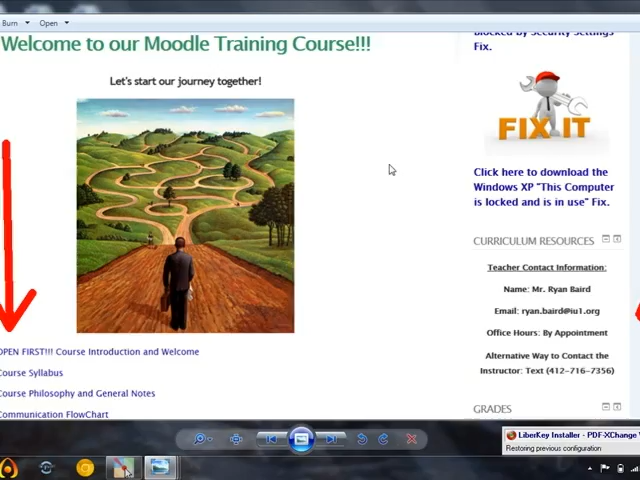 Burn
Open
Welcome to our Moodle Training Course!!!
Let's start our journey together!
OPEN FIRST!!! Course Introduction and Welcome
Course Syllabus
Course Philosophy and General Notes
Communication FlowChart
Blocked by Security Settings
Fix.
FIX IT
Click here to download the
Windows XP "This Computer
is locked and is in use" Fix.
CURRICULUM RESOURCES
Teacher Contact Information:
Name: Mr. Ryan Baird
Email: ryan.baird@iu1.org
Office Hours: By Appointment
Alternative Way to Contact the
Instructor: Text (412-716-7356)
GRADES
LiberKey Installer - PDF-XChange
Restoring previous configuration